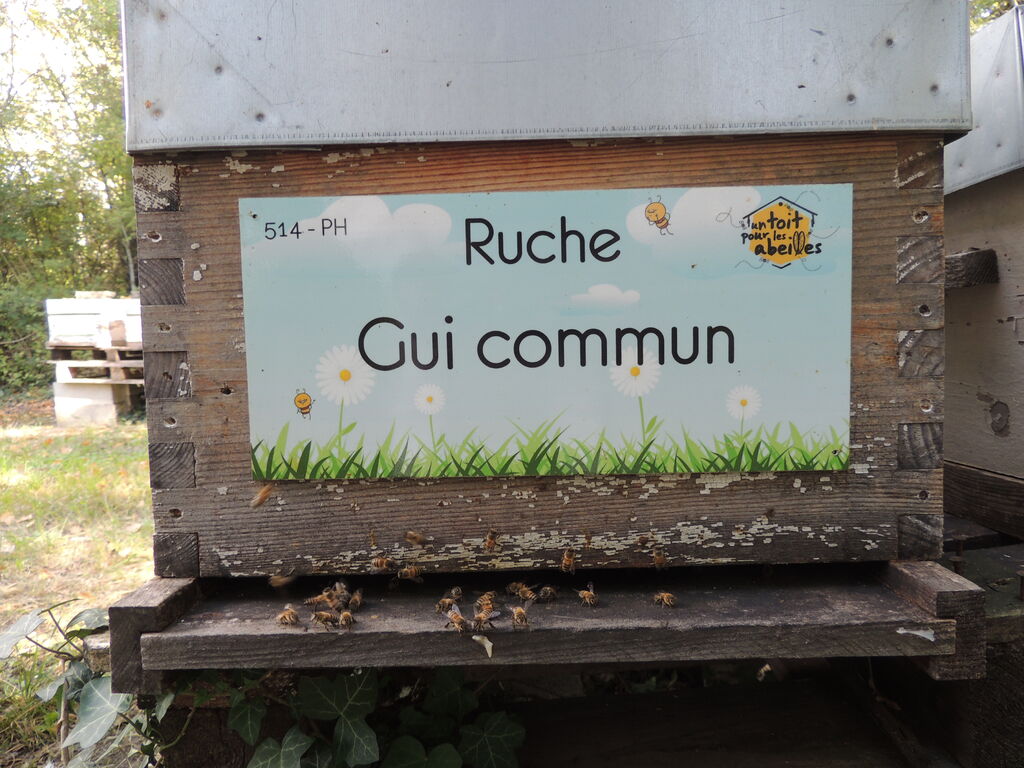 514 - PH
Ruche
un toit
pour les
abeilles
Gui commun